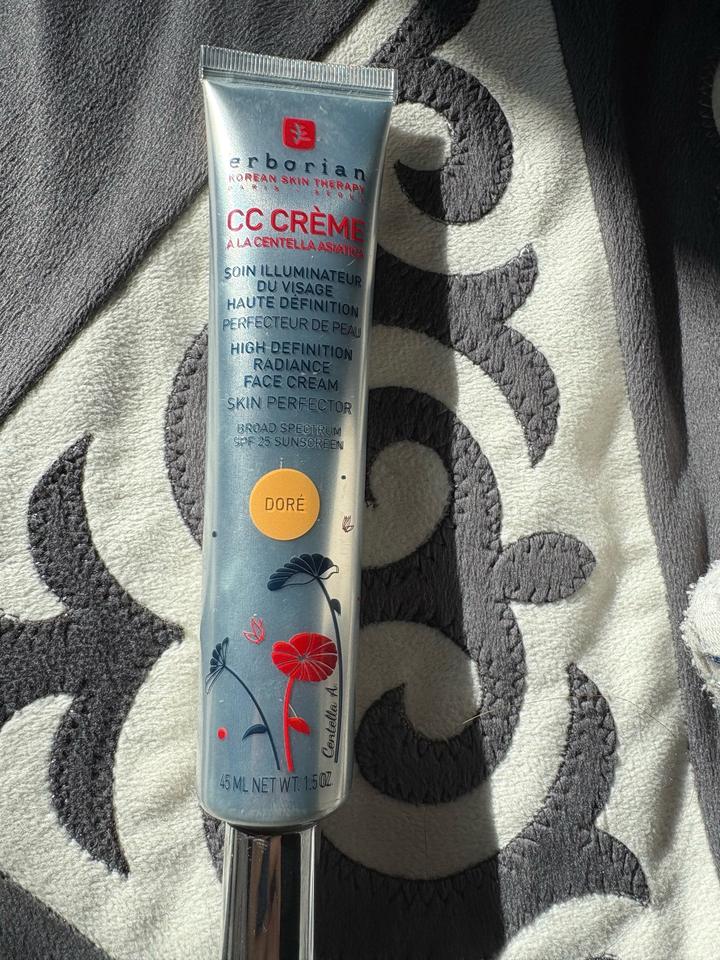 erborian
KOREAN SKIN THERAPY
PARIS - SEOUL
CC CRÈME
À LA CENTELLA ASIATICA
SOIN ILLUMINATEUR
DU VISAGE
HAUTE DÉFINITION
PERFECTEUR DE PEAU
HIGH DEFINITION
RADIANCE
FACE CREAM
SKIN PERFECTOR
BROAD SPECTRUM
SPF 25 SUNSCREEN
DORÉ
Centella A.
45 ML NET WT. 1.5 OZ